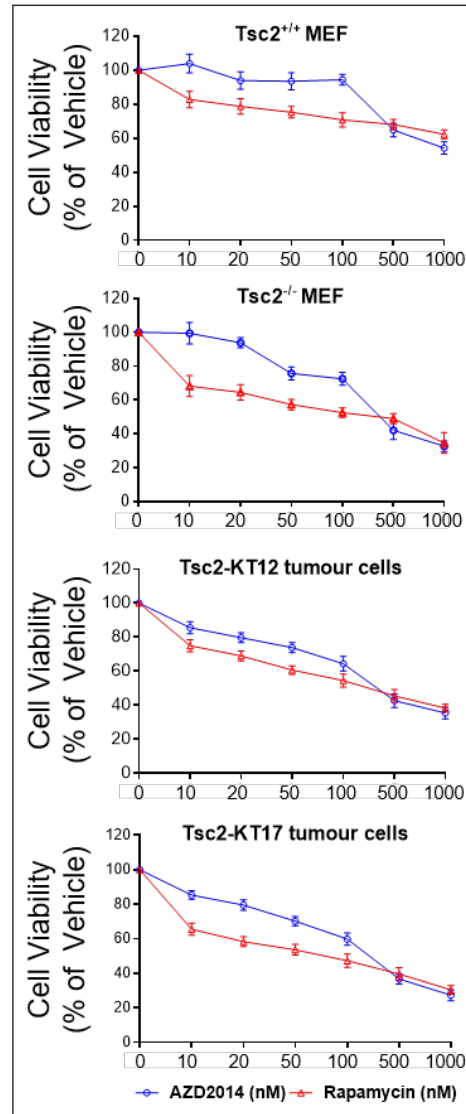 Tsc2+/+ MEF
Cell Viability
(% of Vehicle)
120
100
80
60
40
20
0
0 10 20 50 100 500 1000
Tsc2-/- MEF
Cell Viability
(% of Vehicle)
120
100
80
60
40
20
0
0 10 20 50 100 500 1000
Tsc2-KT12 tumour cells
Cell Viability
(% of Vehicle)
120
100
80
60
40
20
0
0 10 20 50 100 500 1000
Tsc2-KT17 tumour cells
Cell Viability
(% of Vehicle)
120
100
80
60
40
20
0
0 10 20 50 100 500 1000
AZD2014 (nM) Rapamycin (nM)